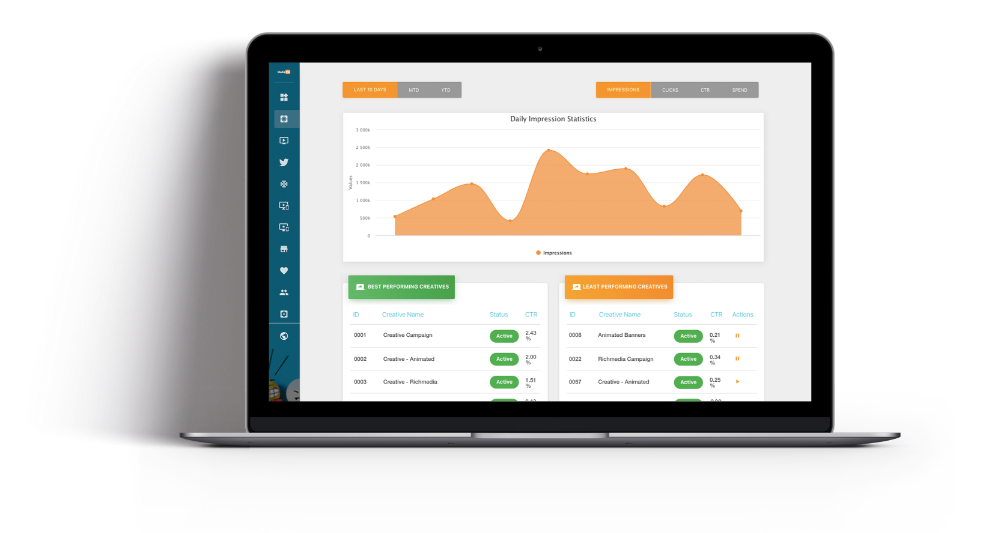 LAST 10 DAYS MTD YTD
IMPRESSIONS CLICKS CTR SPEND
Daily Impression Statistics
3 000k
2 500k
2 000k
1 500k
1 000k
500k
0
Values
Impressions
BEST PERFORMING CREATIVES
ID Creative Name Status CTR
0001 Creative Campaign Active 2.43
%
0002 Creative - Animated Active 2.00
%
0003 Creative - Richmedia Active 1.51
%
LEAST PERFORMING CREATIVES
ID Creative Name Status CTR Actions
0008 Animated Banners Active 0.21
%
0022 Richmedia Campaign Active 0.34
%
0057 Creative - Animated Active 0.25
%